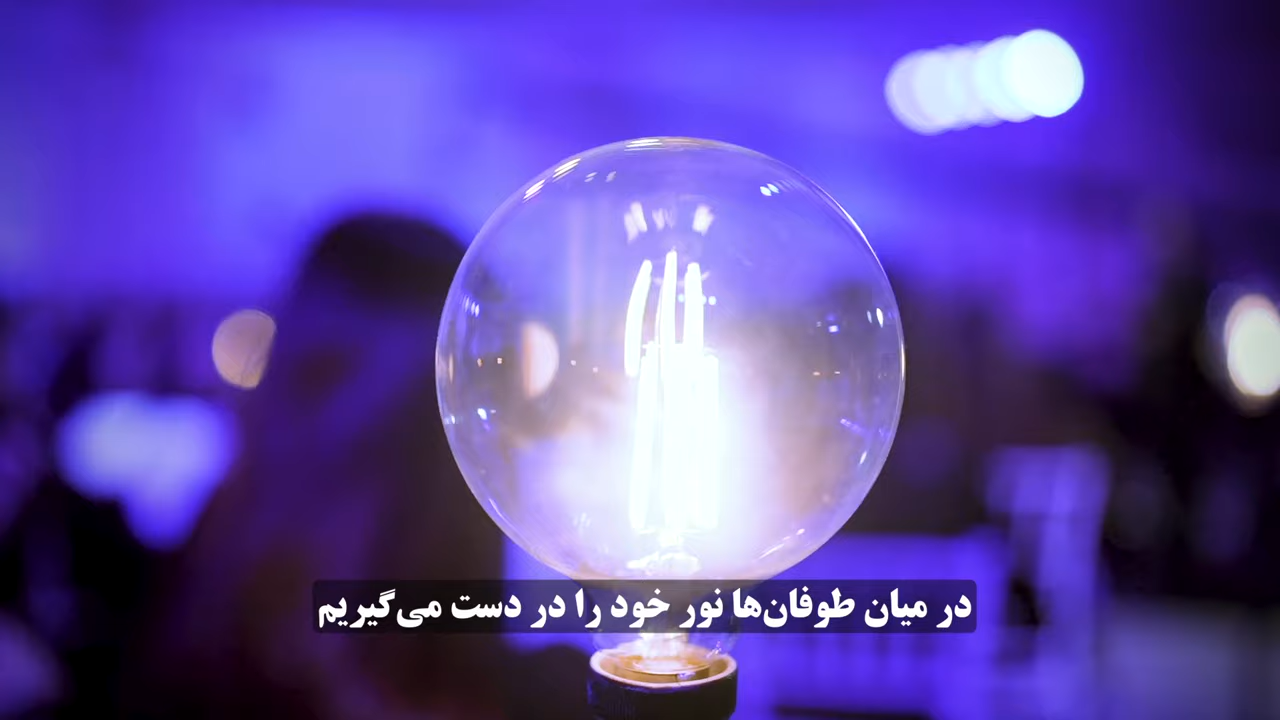 در میان طوفان‌ها نور خود را در دست می‌گیریم